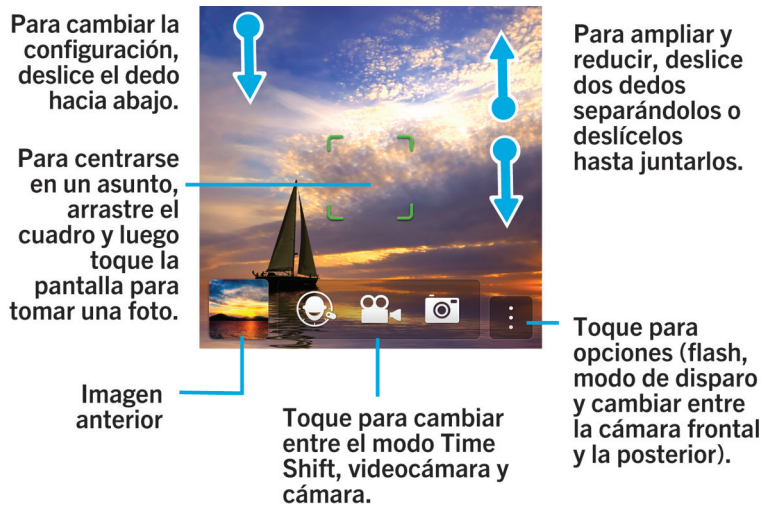 Para cambiar la
configuración,
deslice el dedo
hacia abajo.
Para centrarse
en un asunto,
arrastre el
cuadro y luego
toque la
pantalla para
tomar una foto.
Imagen
anterior
Toque para cambiar
entre el modo Time
Shift, videocámara y
cámara.
Para ampliar y
reducir, deslice
dos dedos
separándolos o
deslícelos
hasta juntarlos.
Toque para
opciones (flash,
modo de disparo
y cambiar entre
la cámara frontal
y la posterior).